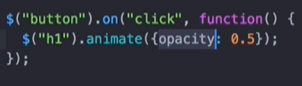 $("button").on("click", function() {
  $("h1").animate({opacity: 0.5});
});